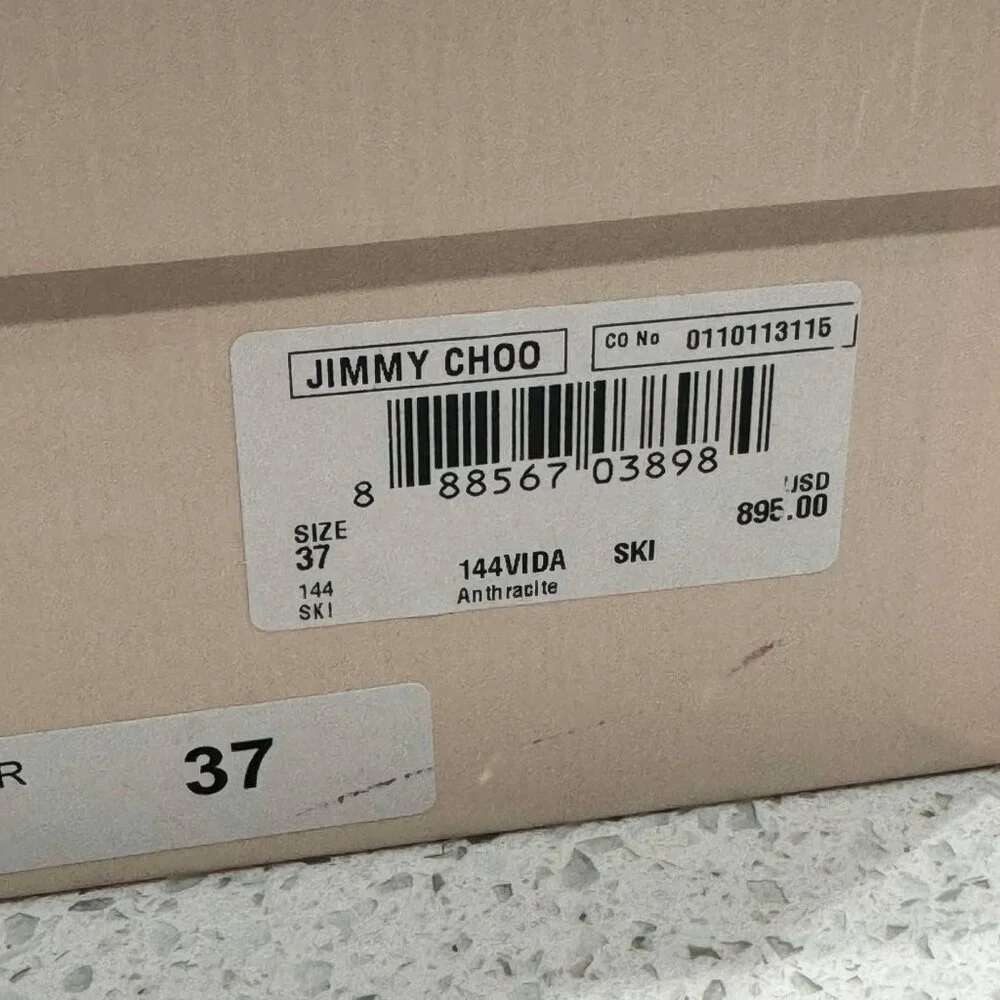 JIMMY CHOO
CO No 0110113115
8 88567 03898
USD
895.00
SIZE
37
144VIDA SKI
144
Anthracite
SKI
R 37